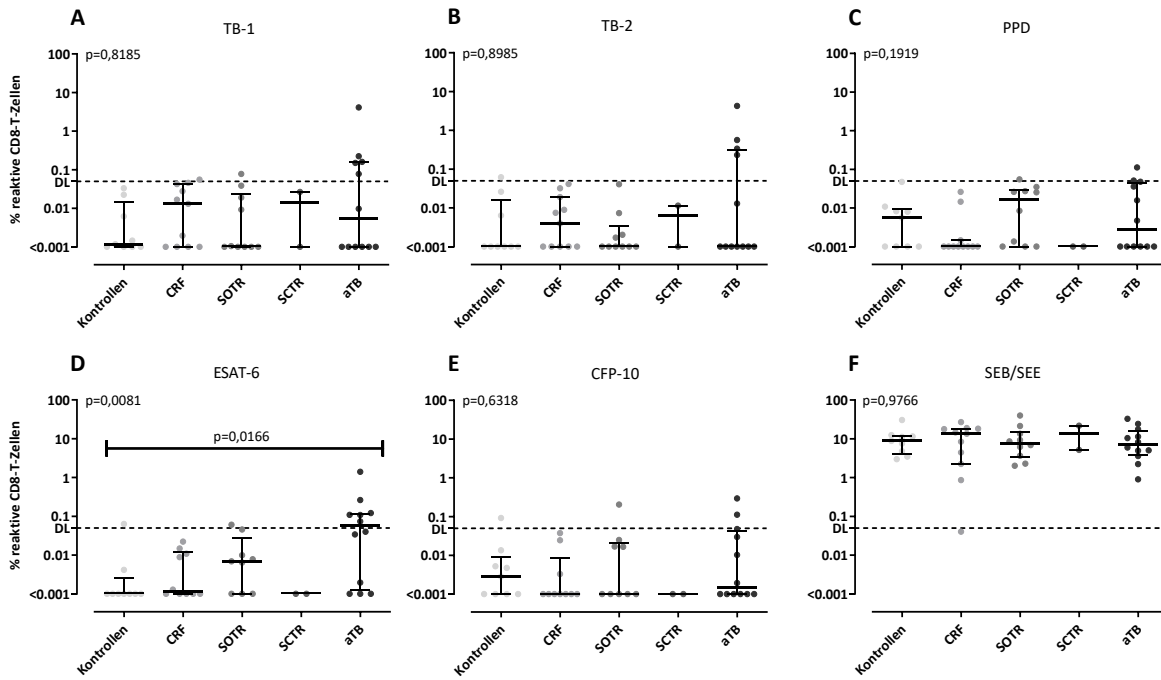 A
TB-1
p=0,8185
% reaktive CD8-T-Zellen
100
10
1
0.1
DL
0.01
<0.001
Kontrollen
CRF
SOTR
SCTR
aTB
B
TB-2
p=0,8985
100
10
1
0.1
DL
0.01
<0.001
Kontrollen
CRF
SOTR
SCTR
aTB
C
PPD
p=0,1919
100
10
1
0.1
DL
0.01
<0.001
Kontrollen
CRF
SOTR
SCTR
aTB
D
ESAT-6
p=0,0081
p=0,0166
% reaktive CD8-T-Zellen
100
10
1
0.1
DL
0.01
<0.001
Kontrollen
CRF
SOTR
SCTR
aTB
E
CFP-10
p=0,6318
100
10
1
0.1
DL
0.01
<0.001
Kontrollen
CRF
SOTR
SCTR
aTB
F
SEB/SEE
p=0,9766
100
10
1
0.1
DL
0.01
<0.001
Kontrollen
CRF
SOTR
SCTR
aTB